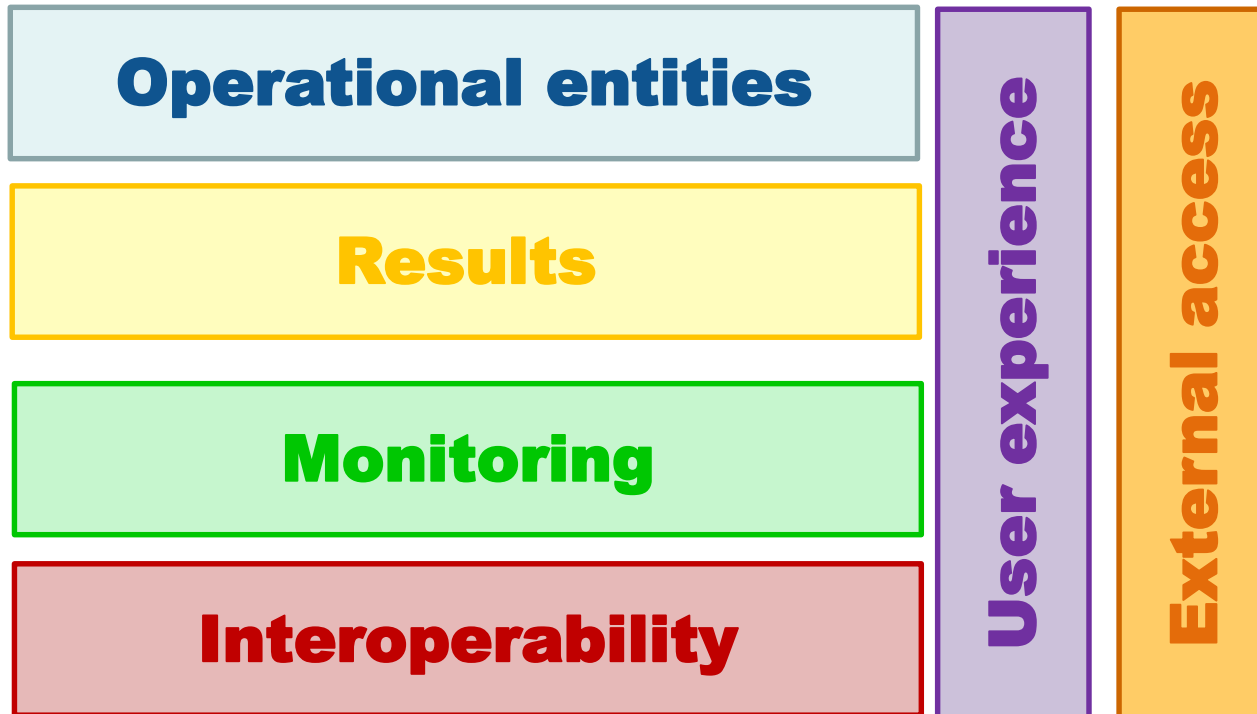 Operational entities
Results
Monitoring
Interoperability
User experience
External access